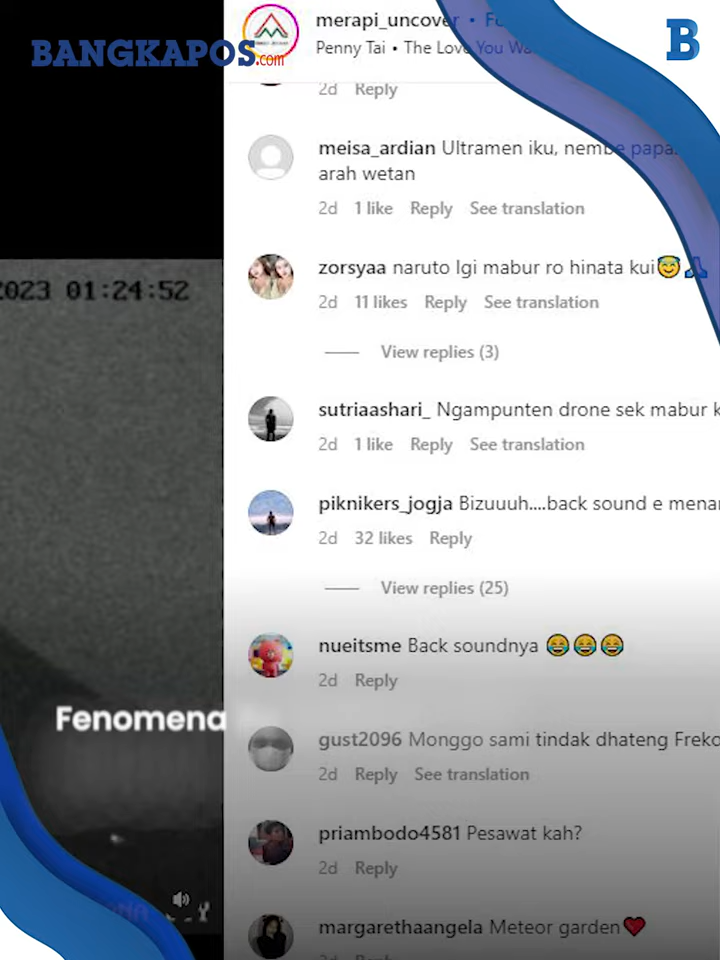 BANGKAPOS.com
B
merapi_uncover •
Penny Tai • The Love You
2d Reply
meisa_ardian Ultramen iku, nembe
arah wetan
2d 1 like Reply See translation
2023 01:24:52
zorsyaa naruto lgi mabur ro hinata kui😇🙏
2d 11 likes Reply See translation
View replies (3)
sutriaashari_ Ngampunten drone sek mabur
2d 1 like Reply See translation
piknikers_jogja Bizuuuh....back sound e
2d 32 likes Reply
View replies (25)
nueitsme Back soundnya 😂😂😂
2d Reply
Fenomena
gust2096 Monggo sami tindak dhateng
2d Reply See translation
priambodo4581 Pesawat kah?
2d Reply
margarethaangela Meteor garden❤️